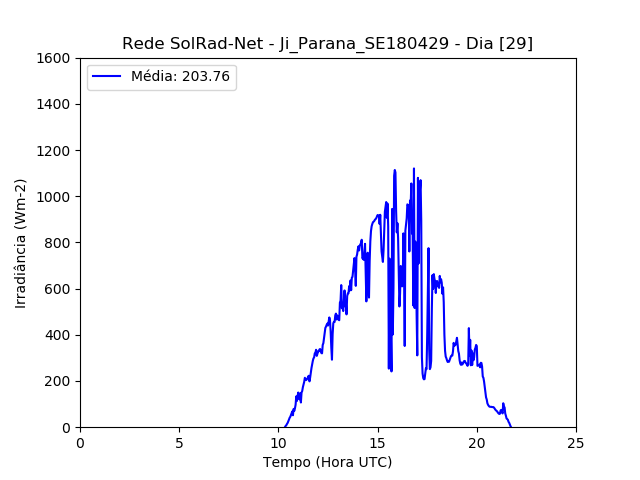 Rede SolRad-Net - Ji_Parana_SE180429 - Dia [29]
Média: 203.76
Irradiância (Wm-2)
1600
1400
1200
1000
800
600
400
200
0
0 5 10 15 20 25
Tempo (Hora UTC)